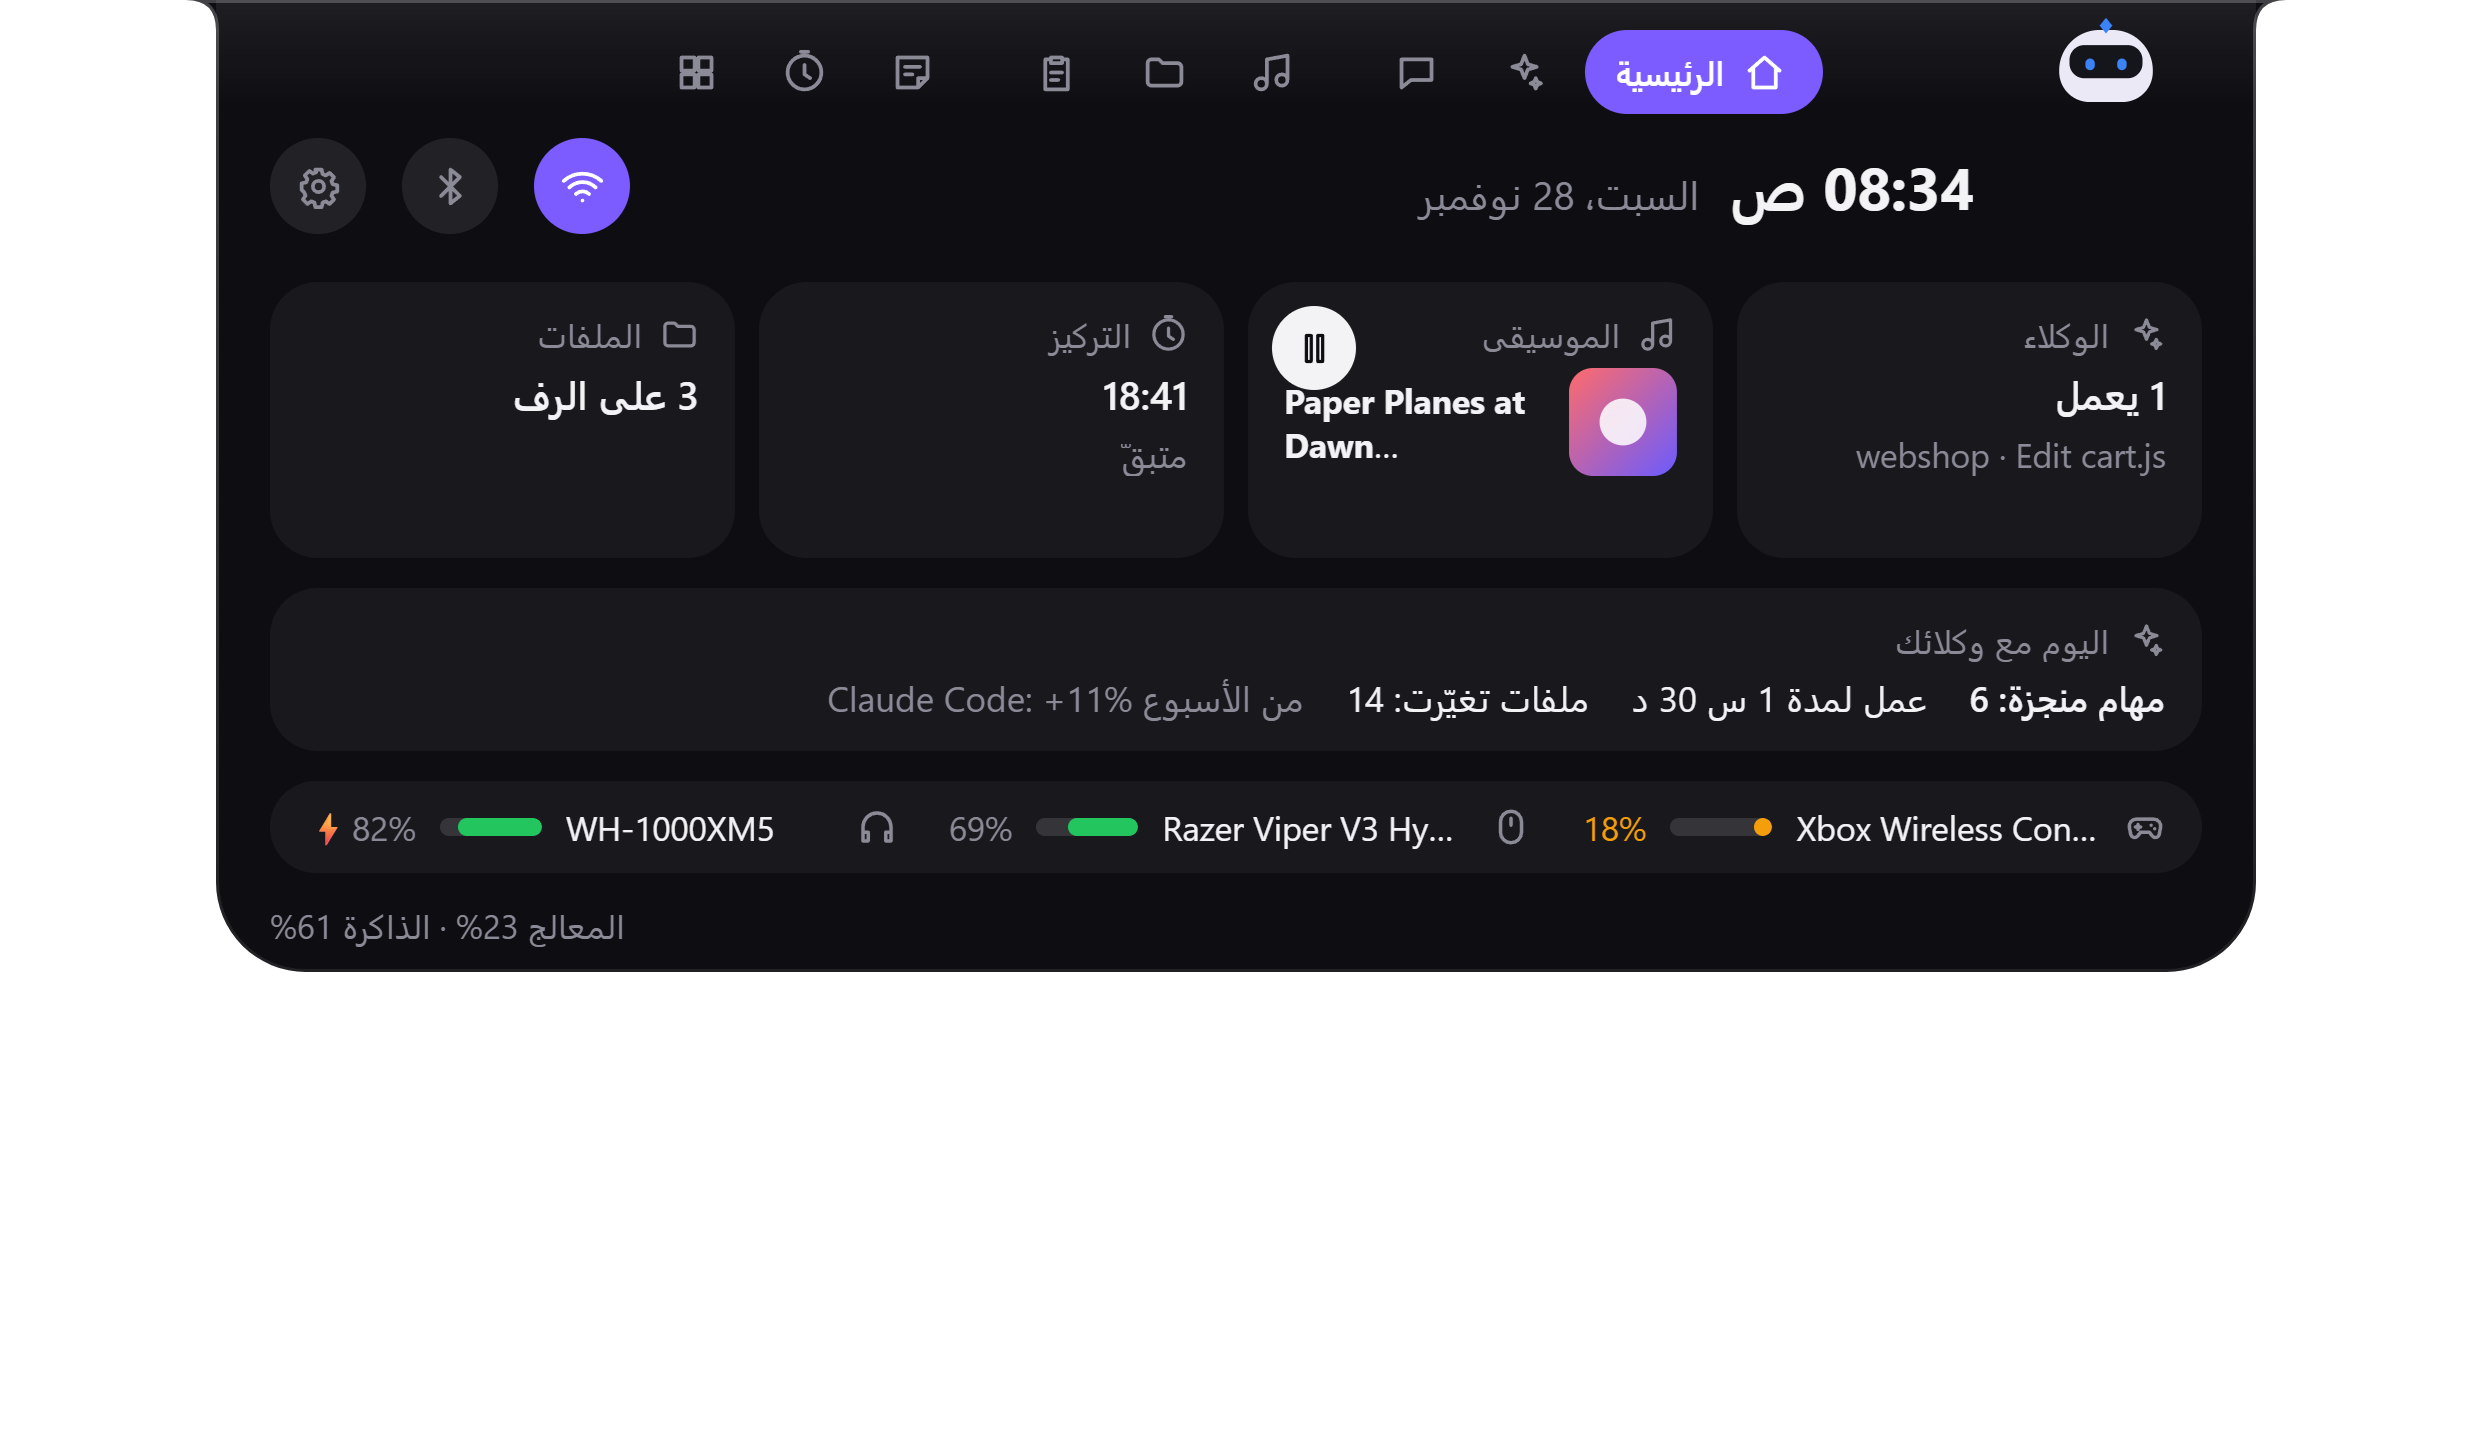 الرئيسية
08:34 ص
السبت، 28 نوفمبر
الوكلاء
1 يعمل
webshop · Edit cart.js
الموسيقى
Paper Planes at
Dawn...
التركيز
18:41
متبقّ
الملفات
3 على الرف
اليوم مع وكلائك
مهام منجزة: 6 عمل لمدة 1 س 30 د ملفات تغيّرت: 14 Claude Code: +11% من الأسبوع
Xbox Wireless Con... 18% Razer Viper V3 Hy... 69% WH-1000XM5 82%
المعالج 23% · الذاكرة 61%